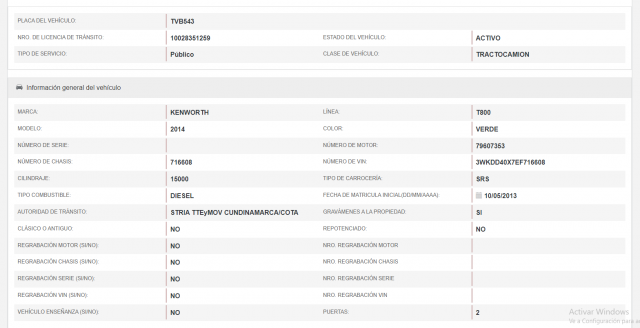 PLACA DEL VEHÍCULO: TVB543
NRO. DE LICENCIA DE TRÁNSITO: 10028351259 ESTADO DEL VEHÍCULO: ACTIVO
TIPO DE SERVICIO: Público CLASE DE VEHÍCULO: TRACTOCAMION
Información general del vehículo
MARCA: KENWORTH LÍNEA: T800
MODELO: 2014 COLOR: VERDE
NÚMERO DE SERIE: NÚMERO DE MOTOR: 79607353
NÚMERO DE CHASIS: 716608 NÚMERO DE VIN: 3WKDD40X7EF716608
CILINDRAJE: 15000 TIPO DE CARROCERÍA: SRS
TIPO COMBUSTIBLE: DIESEL FECHA DE MATRICULA INICIAL(DD/MM/AAAA): 10/05/2013
AUTORIDAD DE TRÁNSITO: STRIA TTEyMOV CUNDINAMARCA/COTA GRAVÁMENES A LA PROPIEDAD: SI
CLÁSICO O ANTIGUO: NO REPOTENCIADO: NO
REGRABACIÓN MOTOR (SI/NO): NO NRO. REGRABACIÓN MOTOR
REGRABACIÓN CHASIS (SI/NO): NO NRO. REGRABACIÓN CHASIS
REGRABACIÓN SERIE (SI/NO): NO NRO. REGRABACIÓN SERIE
REGRABACIÓN VIN (SI/NO): NO NRO. REGRABACIÓN VIN
VEHÍCULO ENSEÑANZA (SI/NO): NO PUERTAS: 2
Activar Windows
Ve a Configuración para